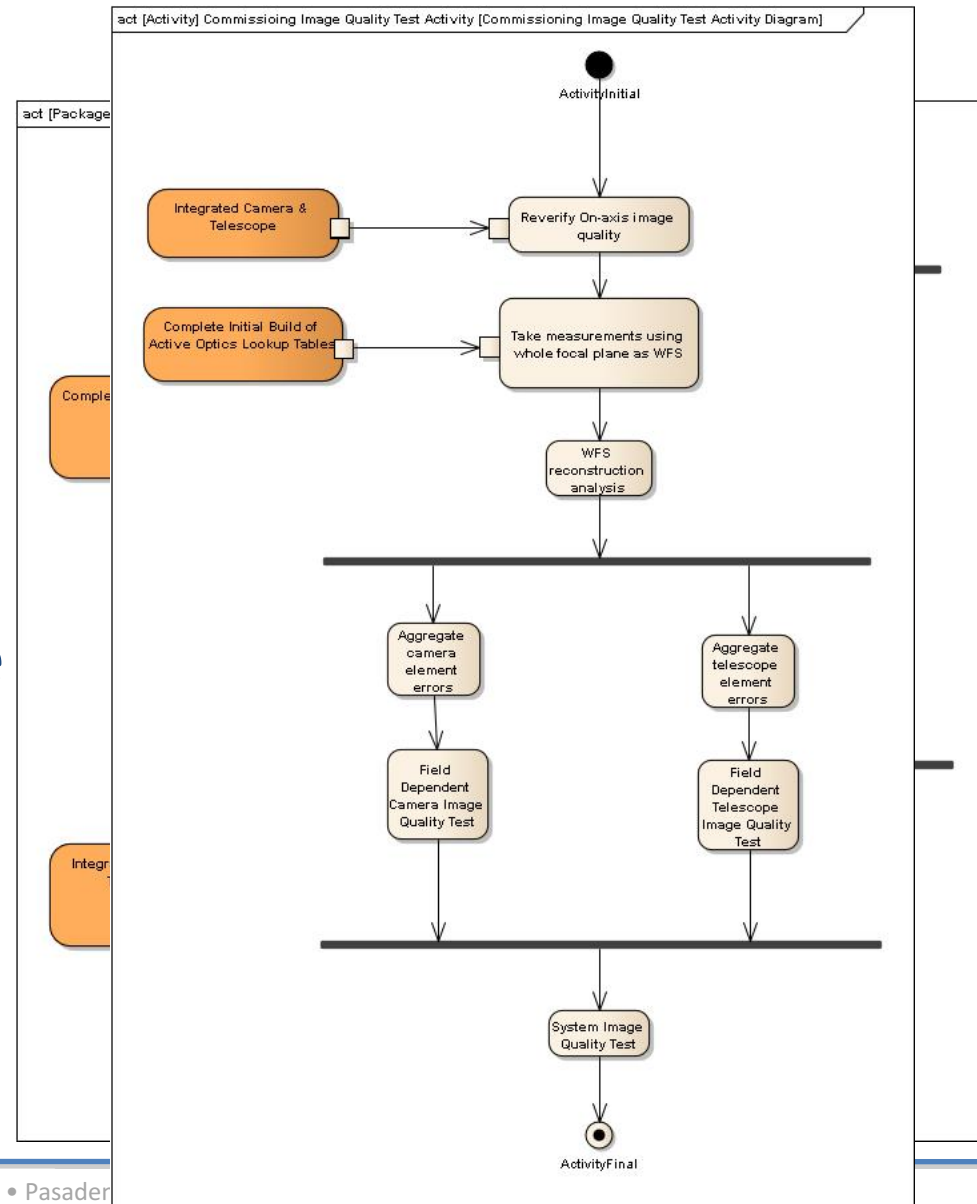 act [Activity] Commissioing Image Quality Test Activity [Commissioning Image Quality Test Activity Diagram]
ActivityInitial
act [Package
Integrated Camera &
Telescope
Reverify On-axis image
quality
Complete Initial Build of
Active Optics Lookup Tables
Take measurements using
whole focal plane as WFS
Comple
WFS
reconstruction
analysis
Aggregate
camera
element
errors
Aggregate
telescope
element
errors
Field
Dependent
Camera Image
Quality Test
Field
Dependent
Telescope
Image Quality
Test
Integr
System Image
Quality Test
ActivityFinal
• Pasader